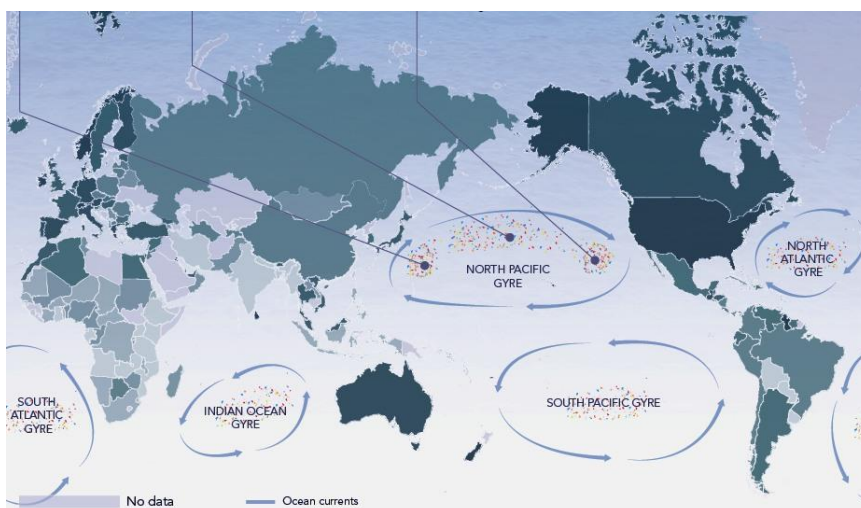 NORTH PACIFIC
GYRE
NORTH
ATLANTIC
GYRE
SOUTH
ATLANTIC
GYRE
INDIAN OCEAN
GYRE
SOUTH PACIFIC GYRE
No data
Ocean currents